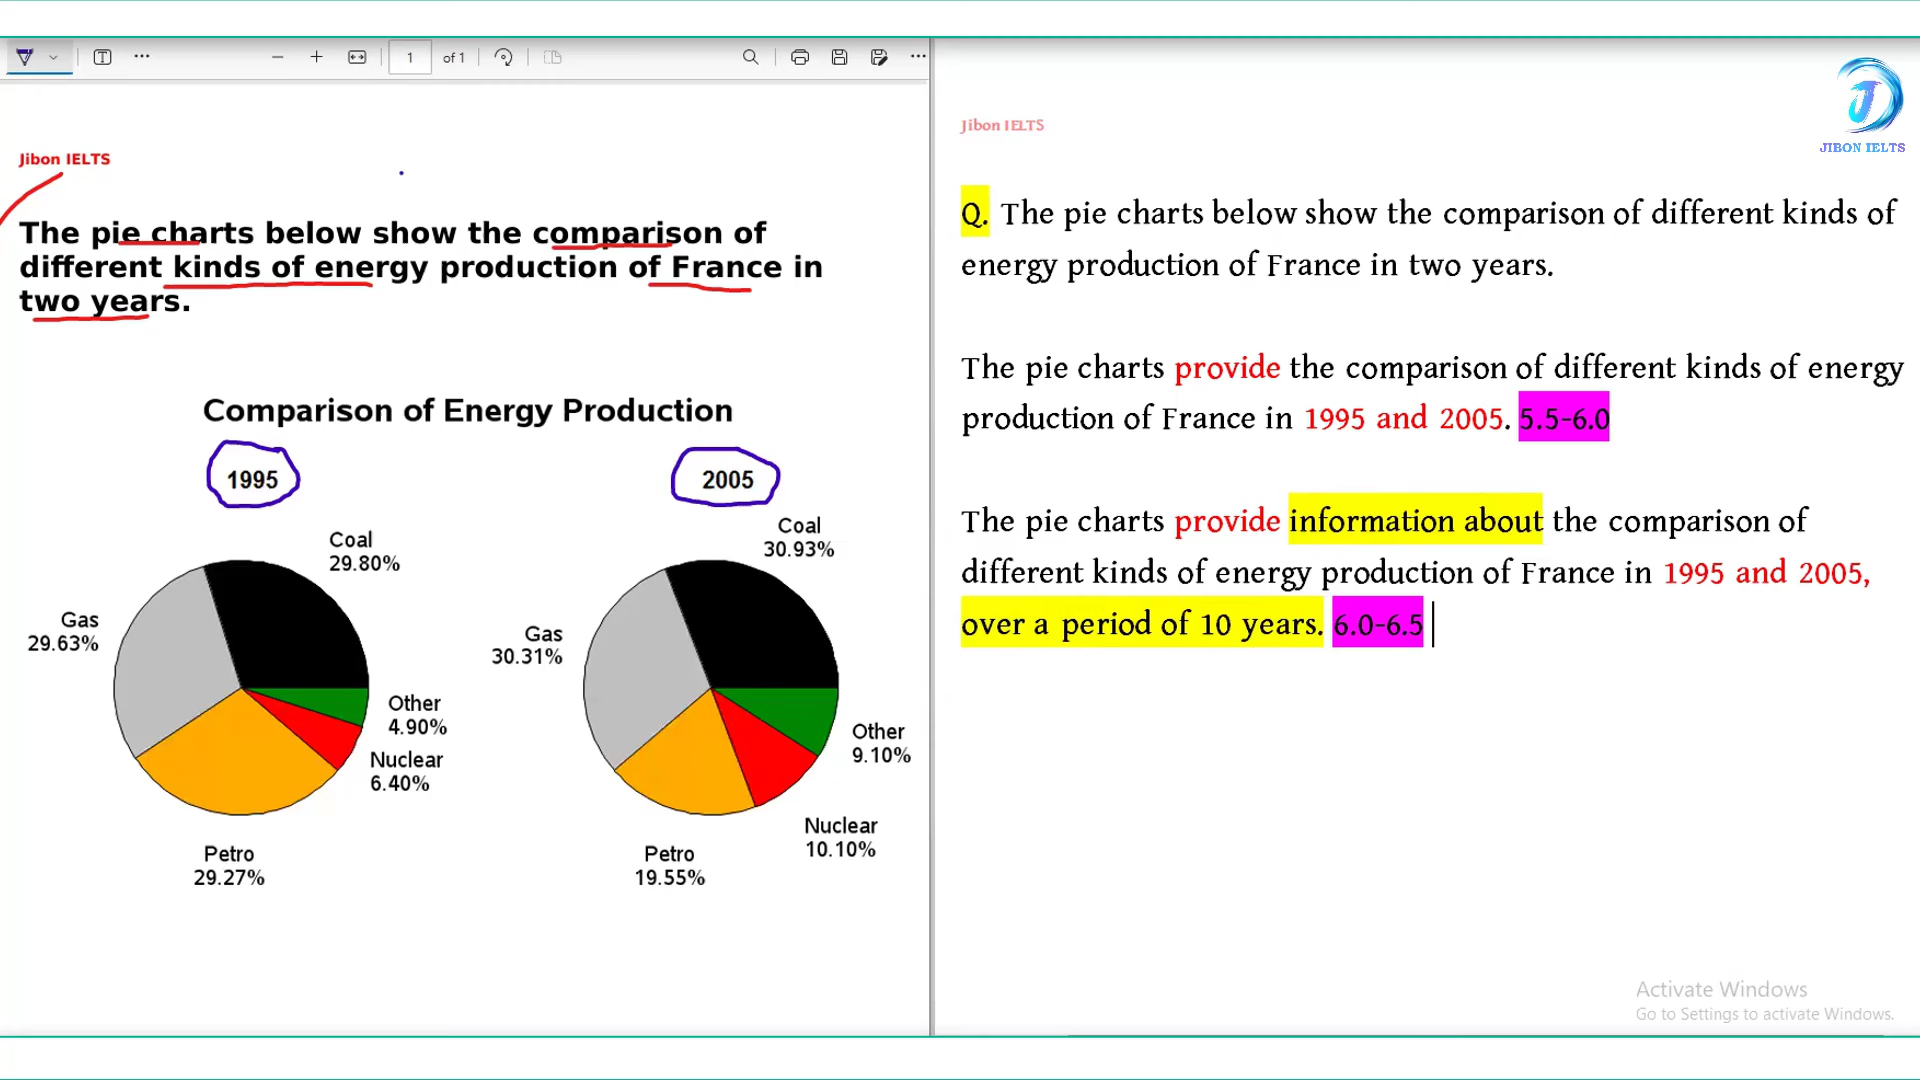 1 of 1
Jibon IELTS
The pie charts below show the comparison of
different kinds of energy production of France in
two years.
Comparison of Energy Production
1995
2005
Coal
29.80%
Gas
29.63%
Other
4.90%
Nuclear
6.40%
Petro
29.27%
Coal
30.93%
Gas
30.31%
Other
9.10%
Nuclear
10.10%
Petro
19.55%
Jibon IELTS
JIBON IELTS
Q. The pie charts below show the comparison of different kinds of
energy production of France in two years.
The pie charts provide the comparison of different kinds of energy
production of France in 1995 and 2005. 5.5-6.0
The pie charts provide information about the comparison of
different kinds of energy production of France in 1995 and 2005,
over a period of 10 years. 6.0-6.5
Activate Windows
Go to Settings to activate Windows.